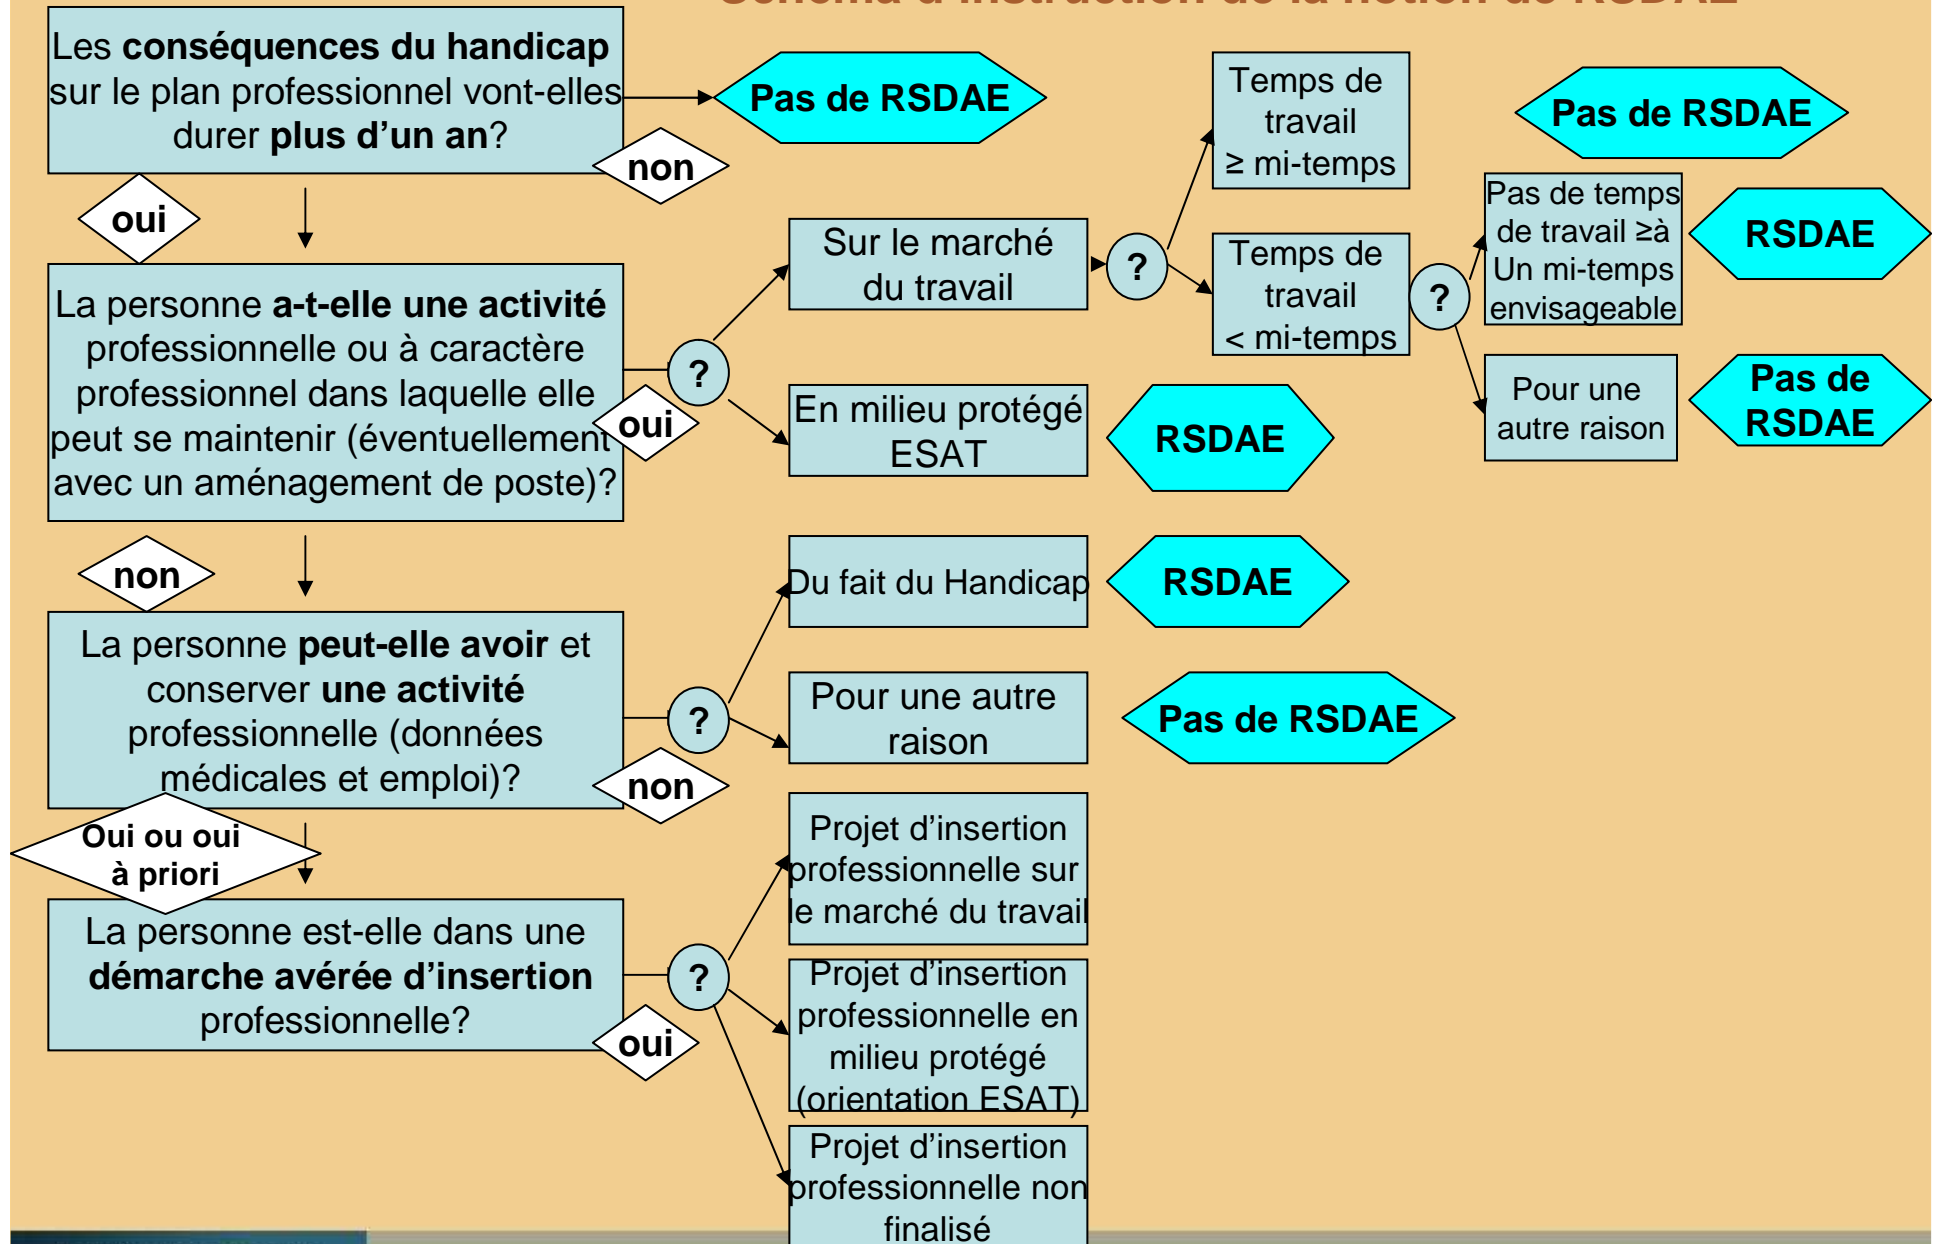 Schéma d'instruction de la notion de RSDAE
Les conséquences du handicap
sur le plan professionnel vont-elles
durer plus d’un an?
non
oui
Pas de RSDAE
La personne a-t-elle une activité
professionnelle ou à caractère
professionnel dans laquelle elle
peut se maintenir (éventuellement
avec un aménagement de poste)?
oui
non
?
Sur le marché
du travail
?
Temps de
travail
≥ mi-temps
Pas de RSDAE
Temps de
travail
< mi-temps
?
Pas de temps
de travail ≥à
Un mi-temps
envisageable
RSDAE
Pour une
autre raison
Pas de
RSDAE
En milieu protégé
ESAT
RSDAE
La personne peut-elle avoir et
conserver une activité
professionnelle (données
médicales et emploi)?
non
Oui ou oui
à priori
?
Du fait du Handicap
RSDAE
Pour une autre
raison
Pas de RSDAE
La personne est-elle dans une
démarche avérée d’insertion
professionnelle?
oui
?
Projet d’insertion
professionnelle sur
le marché du travail
Projet d’insertion
professionnelle en
milieu protégé
(orientation ESAT)
Projet d’insertion
professionnelle non
finalisé